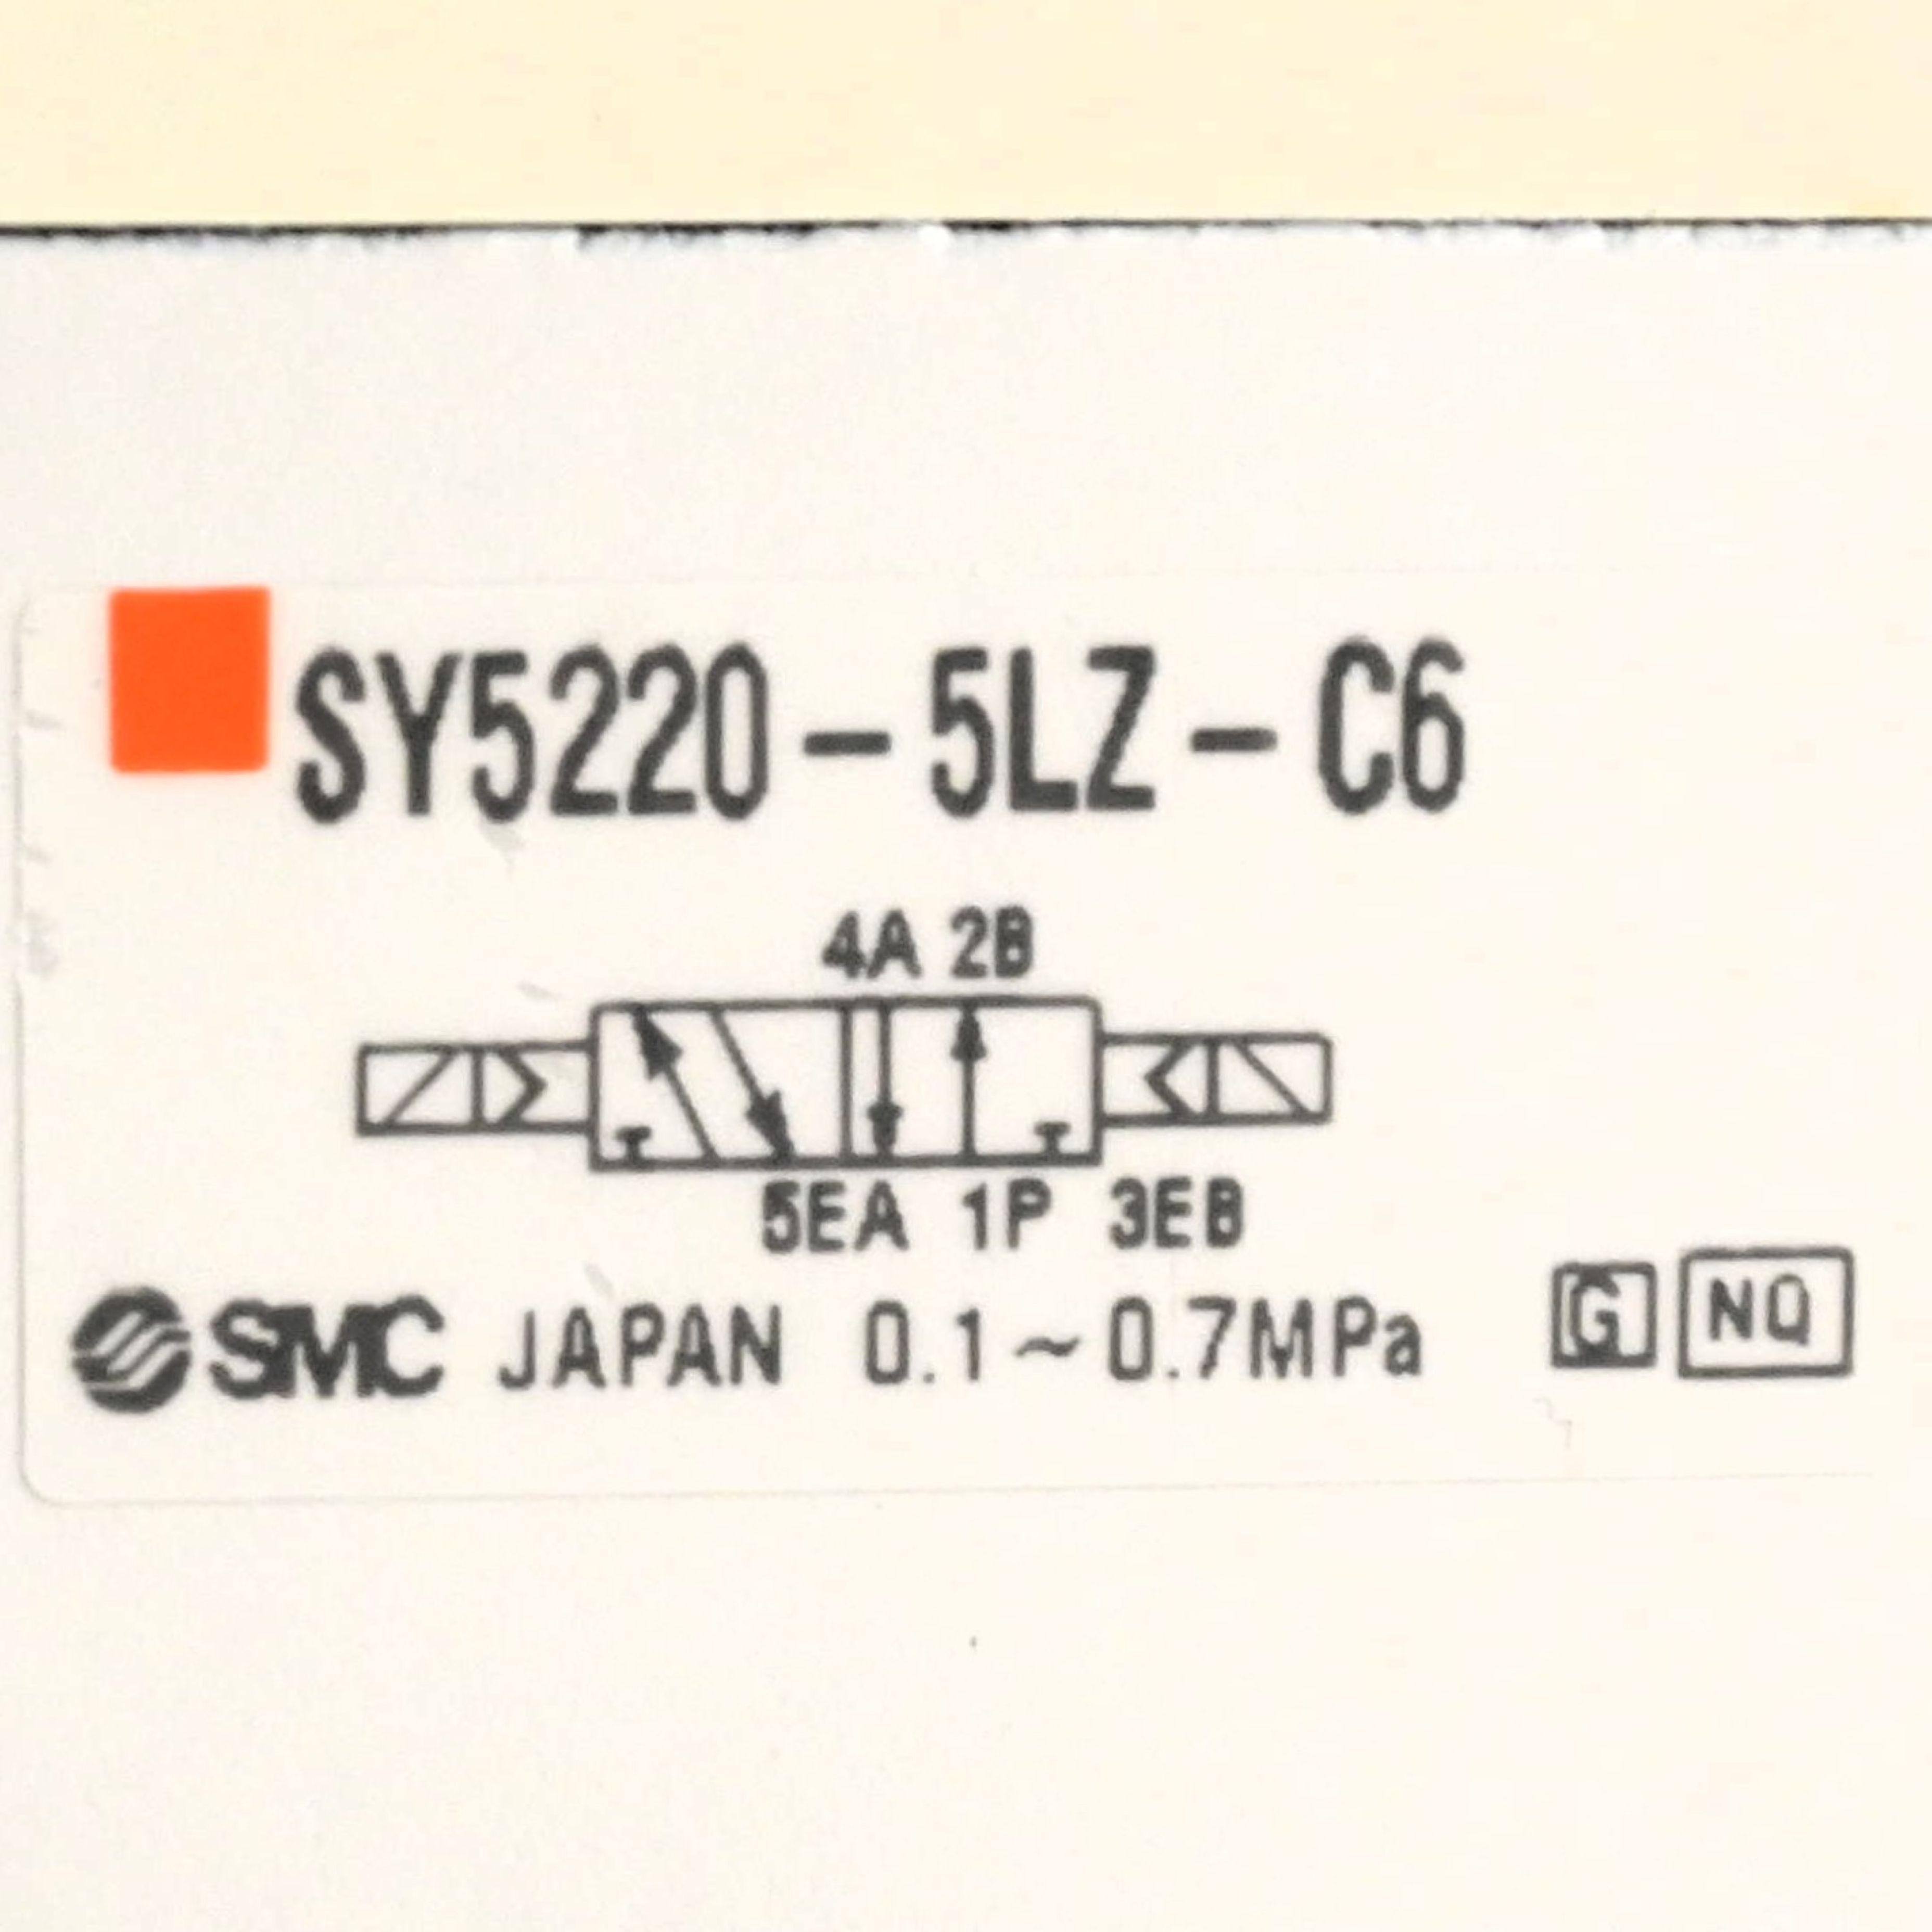 SY5220-5LZ-C6
4A 2B
5EA 1P 3EB
SMC JAPAN 0.1~0.7MPa G NQ